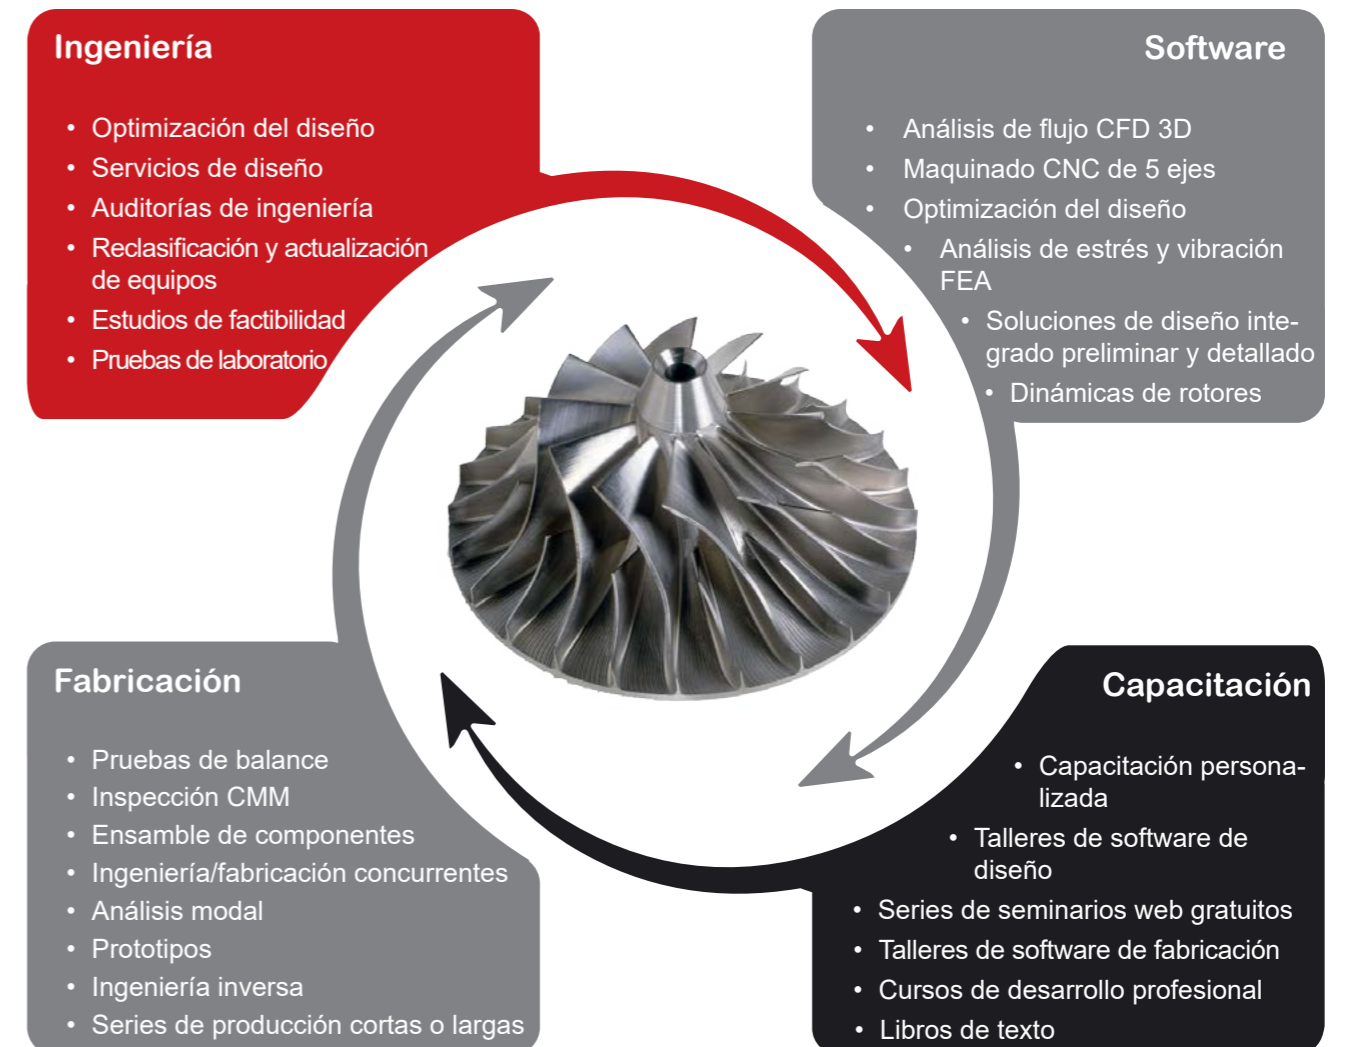 Ingeniería
• Optimización del diseño
• Servicios de diseño
• Auditorías de ingeniería
• Reclasificación y actualización
de equipos
• Estudios de factibilidad
• Pruebas de laboratorio
Software
• Análisis de flujo CFD 3D
• Maquinado CNC de 5 ejes
• Optimización del diseño
• Análisis de estrés y vibración
FEA
• Soluciones de diseño inte-
grado preliminar y detallado
• Dinámicas de rotores
Fabricación
• Pruebas de balance
• Inspección CMM
• Ensamble de componentes
• Ingeniería/fabricación concurrentes
• Análisis modal
• Prototipos
• Ingeniería inversa
• Series de producción cortas o largas
Capacitación
• Capacitación persona-
lizada
• Talleres de software de
diseño
• Series de seminarios web gratuitos
• Talleres de software de fabricación
• Cursos de desarrollo profesional
• Libros de texto